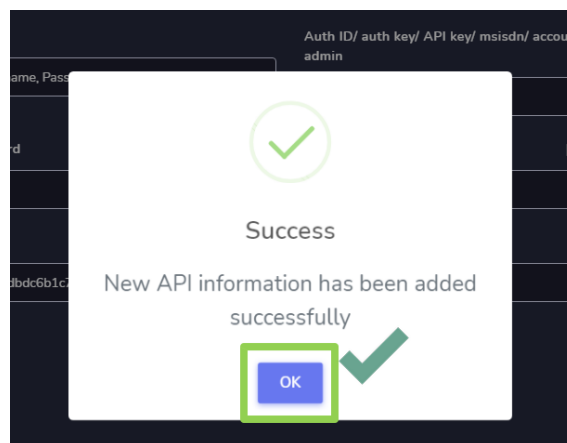 Auth ID/ auth key/ API key/ msisdn/ accou
admin
ame, Pass
rd
Success
dbdc6b1c7
New API information has been added
successfully
OK